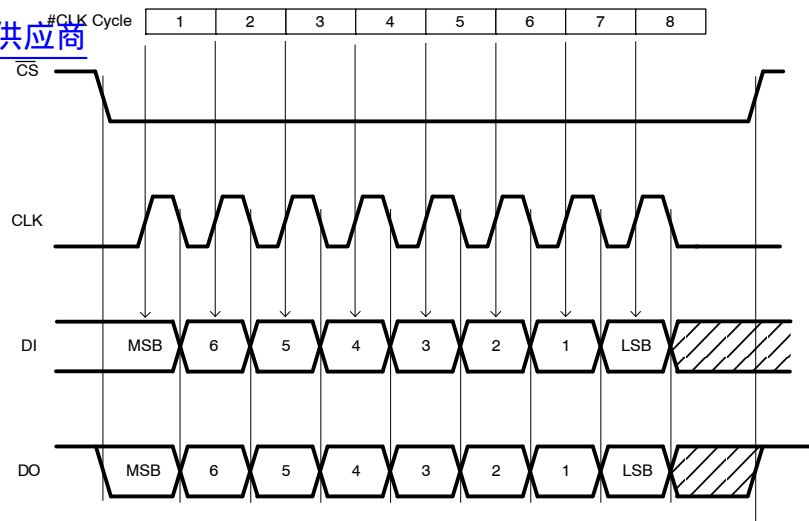 #CLK Cycle 1 2 3 4 5 6 7 8
供应商
CS
CLK
DI MSB 6 5 4 3 2 1 LSB
DO MSB 6 5 4 3 2 1 LSB